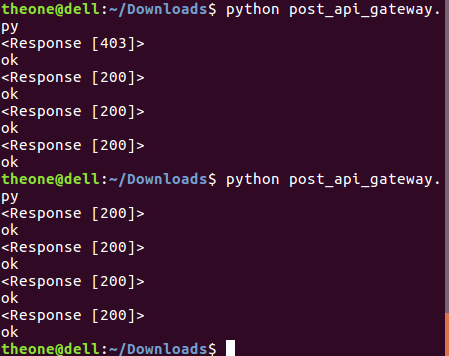 theone@dell:~/Downloads$ python post_api_gateway.
py
<Response [403]>
ok
<Response [200]>
ok
<Response [200]>
ok
<Response [200]>
ok
theone@dell:~/Downloads$ python post_api_gateway.
py
<Response [200]>
ok
<Response [200]>
ok
<Response [200]>
ok
<Response [200]>
ok
theone@dell:~/Downloads$